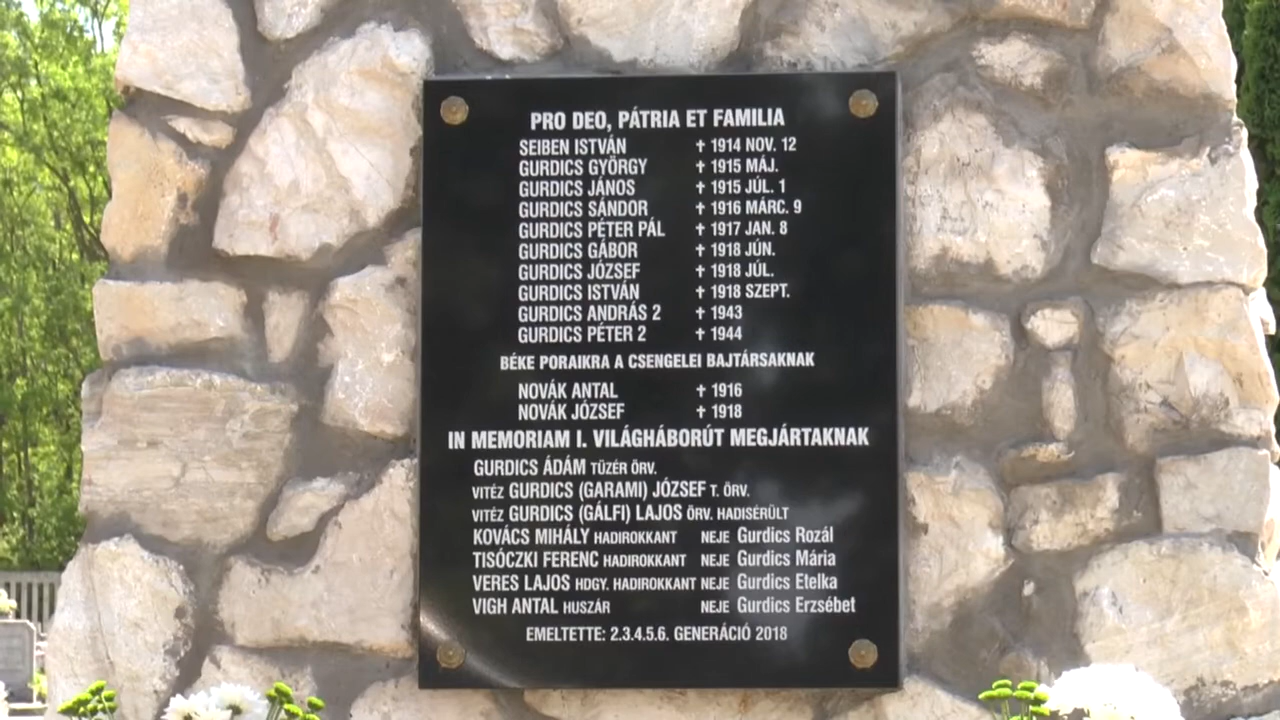 PRO DEO, PÁTRIA ET FAMILIA
SEIBEN ISTVÁN † 1914 NOV. 12
GURDICS GYÖRGY † 1915 MÁJ.
GURDICS JÁNOS † 1915 JÚL. 1
GURDICS SÁNDOR † 1916 MÁRC. 9
GURDICS PÉTER PÁL † 1917 JAN. 8
GURDICS GÁBOR † 1918 JÚN.
GURDICS JÓZSEF † 1918 JÚL.
GURDICS ISTVÁN † 1918 SZEPT.
GURDICS ANDRÁS 2 † 1943
GURDICS PÉTER 2 † 1944
BÉKE PORAIKRA A CSENGELEI BAJTÁRSAKNAK
NOVÁK ANTAL † 1916
NOVÁK JÓZSEF † 1918
IN MEMORIAM I. VILÁGHÁBORÚT MEGJÁRTAKNAK
GURDICS ÁDÁM TÜZÉR ÖRV.
VITÉZ GURDICS (GARAMI) JÓZSEF T. ÖRV.
VITÉZ GURDICS (GÁLFI) LAJOS ÖRV. HADISÉRÜLT
KOVÁCS MIHÁLY HADIROKKANT NEJE Gurdics Rozál
TISÓCZKI FERENC HADIROKKANT NEJE Gurdics Mária
VERES LAJOS HDGY. HADIROKKANT NEJE Gurdics Etelka
VIGH ANTAL HUSZÁR NEJE Gurdics Erzsébet
EMELTETTE: 2.3.4.5.6. GENERÁCIÓ 2018